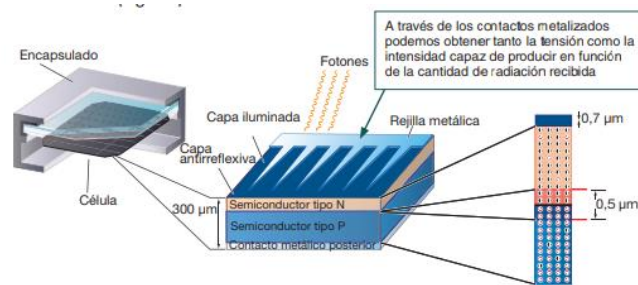 A través de los contactos metalizados
podemos obtener tanto la tensión como la
intensidad capaz de producir en función
de la cantidad de radiación recibida
Encapsulado
Fotones
Capa iluminada
Rejilla metálica
Capa
antirreflexiva
Célula
300 µm
Semiconductor tipo N
Semiconductor tipo P
Contacto metálico posterior
0,7 µm
0,5 µm